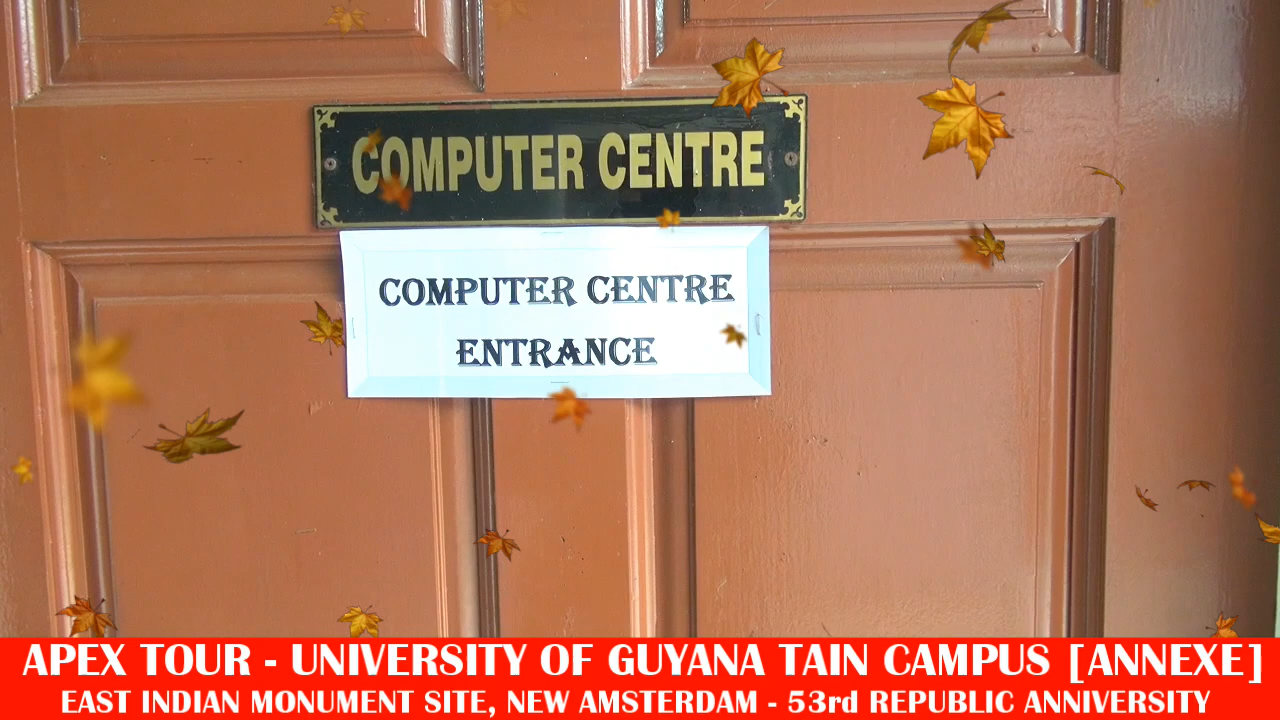 COMPUTER CENTRE
COMPUTER CENTRE
ENTRANCE
APEX TOUR - UNIVERSITY OF GUYANA TAIN CAMPUS [ANNEXE]
EAST INDIAN MONUMENT SITE, NEW AMSTERDAM - 53rd REPUBLIC ANNIVERSITY